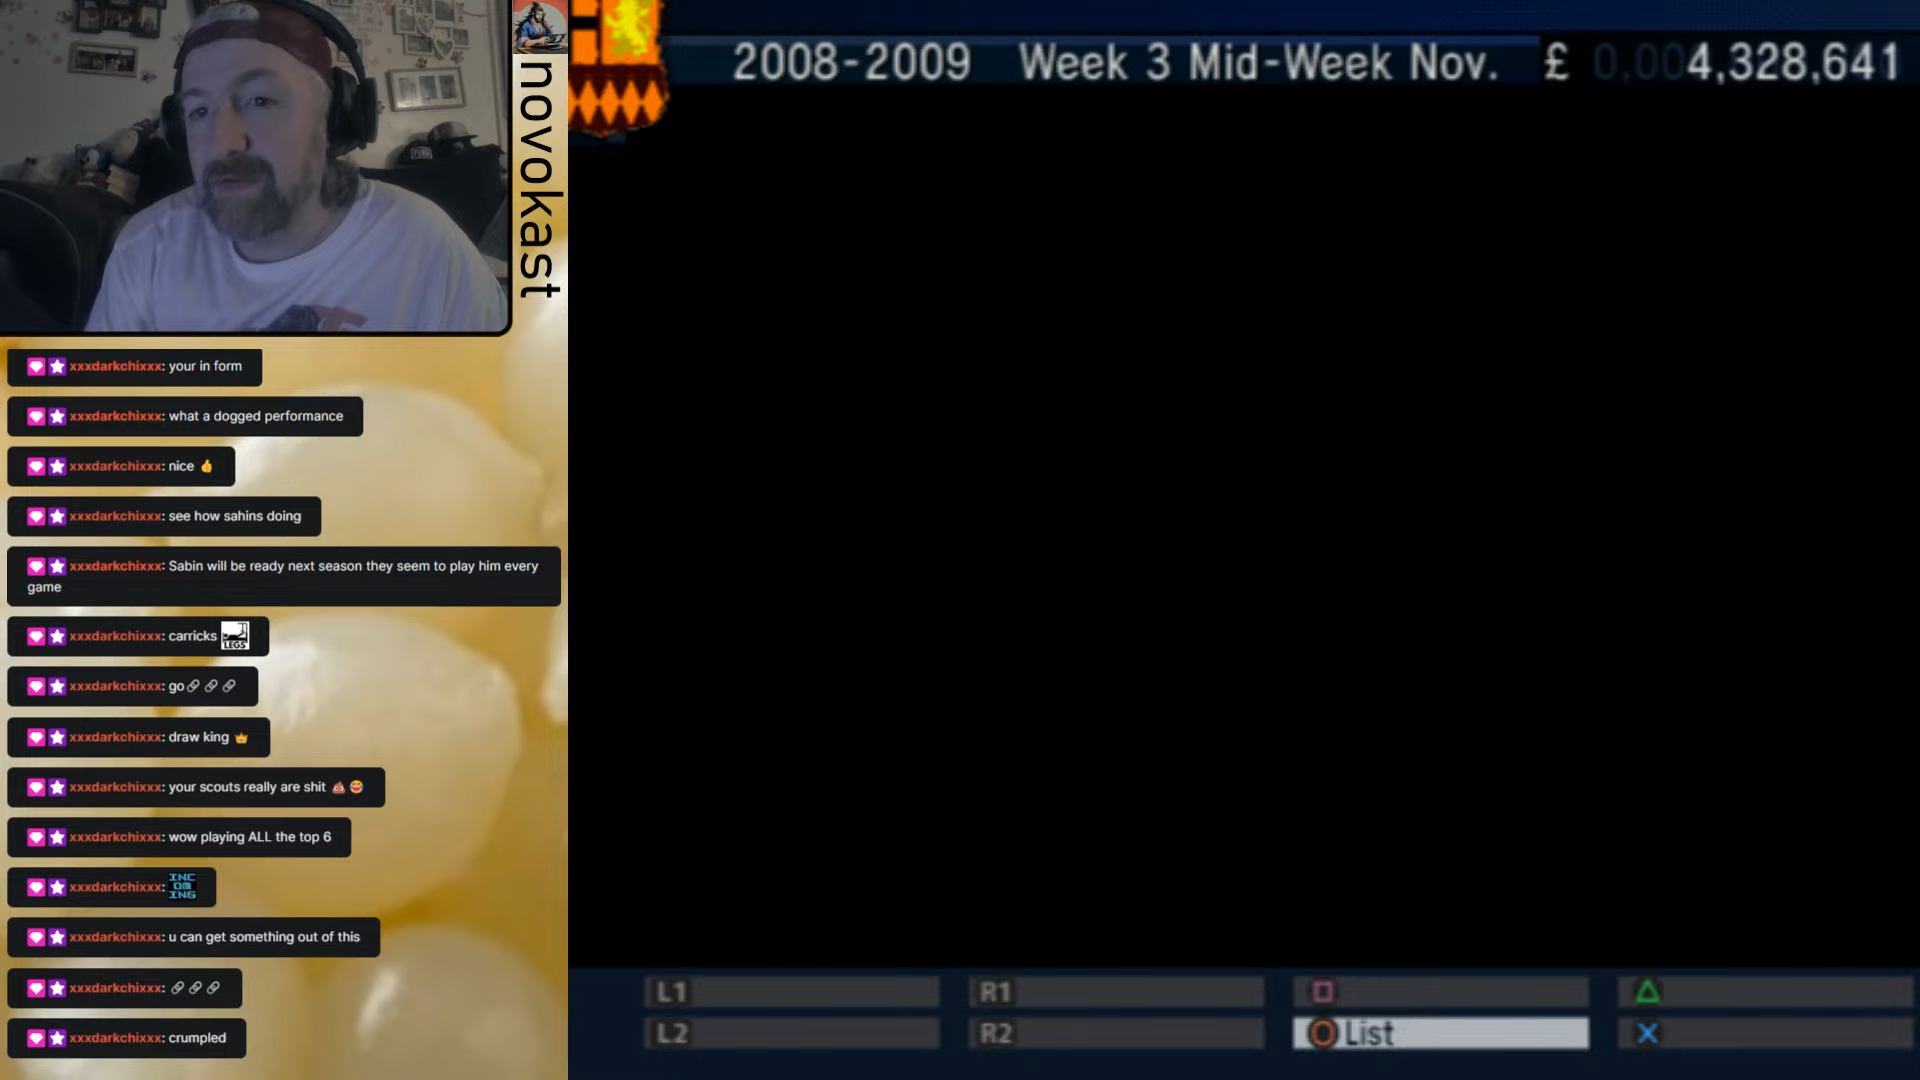 novokast
2008-2009 Week 3 Mid-Week Nov. £ 0,004,328,641
xxxdarkchixxx: your in form
xxxdarkchixxx: what a dogged performance
xxxdarkchixxx: nice 👍
xxxdarkchixxx: see how sahins doing
xxxdarkchixxx: Sabin will be ready next season they seem to play him every
game
xxxdarkchixxx: carricks LEGS
xxxdarkchixxx: go🔗🔗🔗
xxxdarkchixxx: draw king 👑
xxxdarkchixxx: your scouts really are shit 💩😂
xxxdarkchixxx: wow playing ALL the top 6
xxxdarkchixxx: INC
OM
ING
xxxdarkchixxx: u can get something out of this
xxxdarkchixxx: 🔗🔗🔗
xxxdarkchixxx: crumpled
L1 R1
L2 R2 List